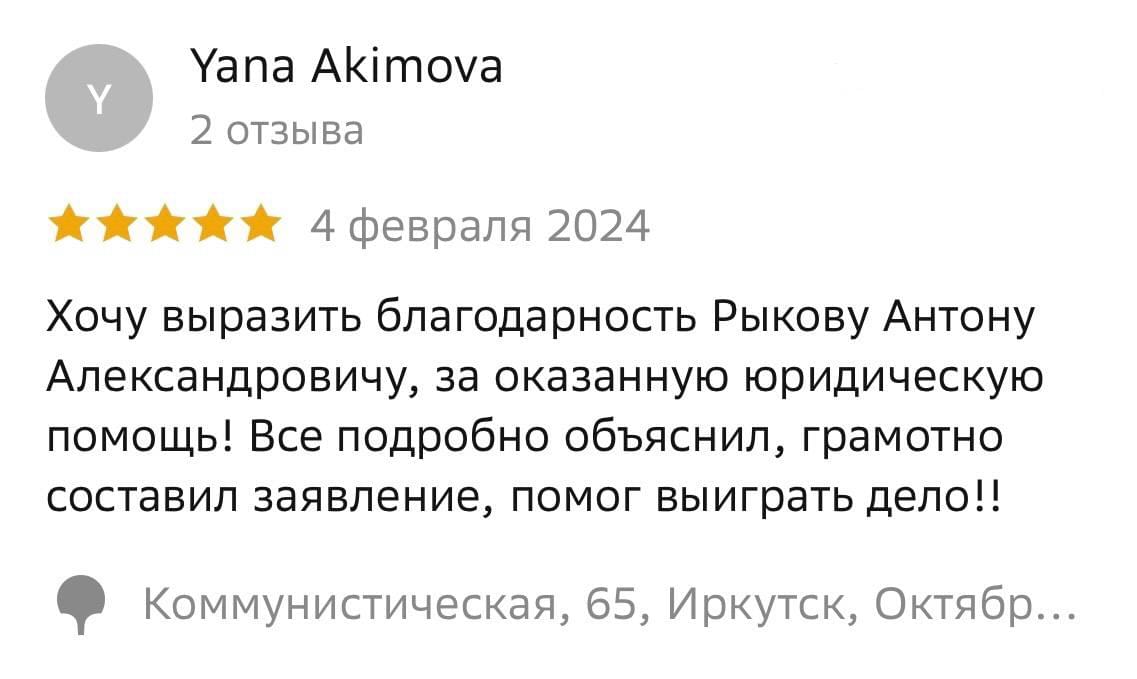 Y
Yana Akimova
2 отзыва
4 февраля 2024
Хочу выразить благодарность Рыкову Антону
Александровичу, за оказанную юридическую
помощь! Все подробно объяснил, грамотно
составил заявление, помог выиграть дело!!
Коммунистическая, 65, Иркутск, Октябр...